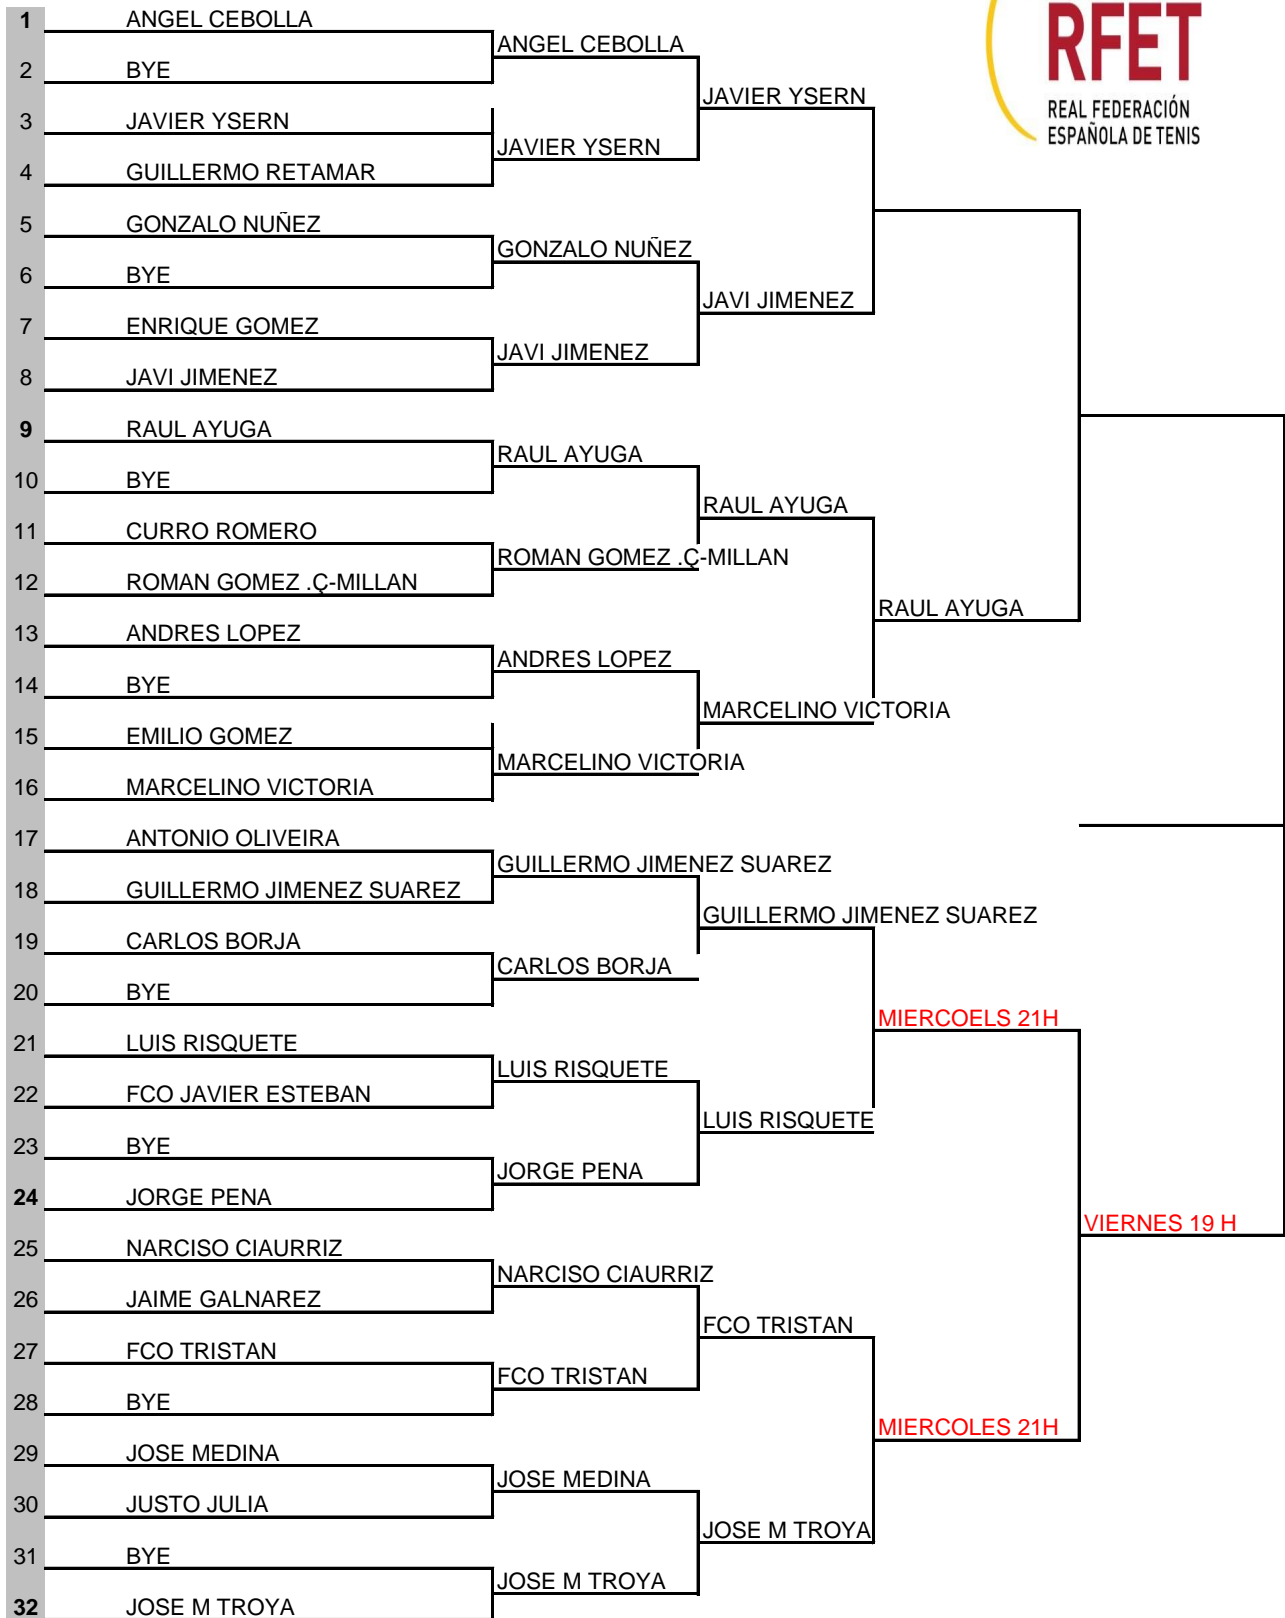 RFET
REAL FEDERACIÓN
ESPAÑOLA DE TENIS
1 ANGEL CEBOLLA
ANGEL CEBOLLA
2 BYE
JAVIER YSERN
3 JAVIER YSERN
JAVIER YSERN
4 GUILLERMO RETAMAR
5 GONZALO NUÑEZ
GONZALO NUÑEZ
6 BYE
JAVI JIMENEZ
7 ENRIQUE GOMEZ
JAVI JIMENEZ
8 JAVI JIMENEZ
9 RAUL AYUGA
RAUL AYUGA
10 BYE
RAUL AYUGA
11 CURRO ROMERO
ROMAN GOMEZ .Ç-MILLAN
12 ROMAN GOMEZ .Ç-MILLAN
RAUL AYUGA
13 ANDRES LOPEZ
ANDRES LOPEZ
14 BYE
MARCELINO VICTORIA
15 EMILIO GOMEZ
MARCELINO VICTORIA
16 MARCELINO VICTORIA
17 ANTONIO OLIVEIRA
GUILLERMO JIMENEZ SUAREZ
18 GUILLERMO JIMENEZ SUAREZ
GUILLERMO JIMENEZ SUAREZ
19 CARLOS BORJA
CARLOS BORJA
20 BYE
MIERCOELS 21H
21 LUIS RISQUETE
LUIS RISQUETE
22 FCO JAVIER ESTEBAN
LUIS RISQUETE
23 BYE
JORGE PENA
24 JORGE PENA
VIERNES 19 H
25 NARCISO CIAURRIZ
NARCISO CIAURRIZ
26 JAIME GALNAREZ
FCO TRISTAN
27 FCO TRISTAN
FCO TRISTAN
28 BYE
MIERCOLES 21H
29 JOSE MEDINA
JOSE MEDINA
30 JUSTO JULIA
JOSE M TROYA
31 BYE
JOSE M TROYA
32 JOSE M TROYA